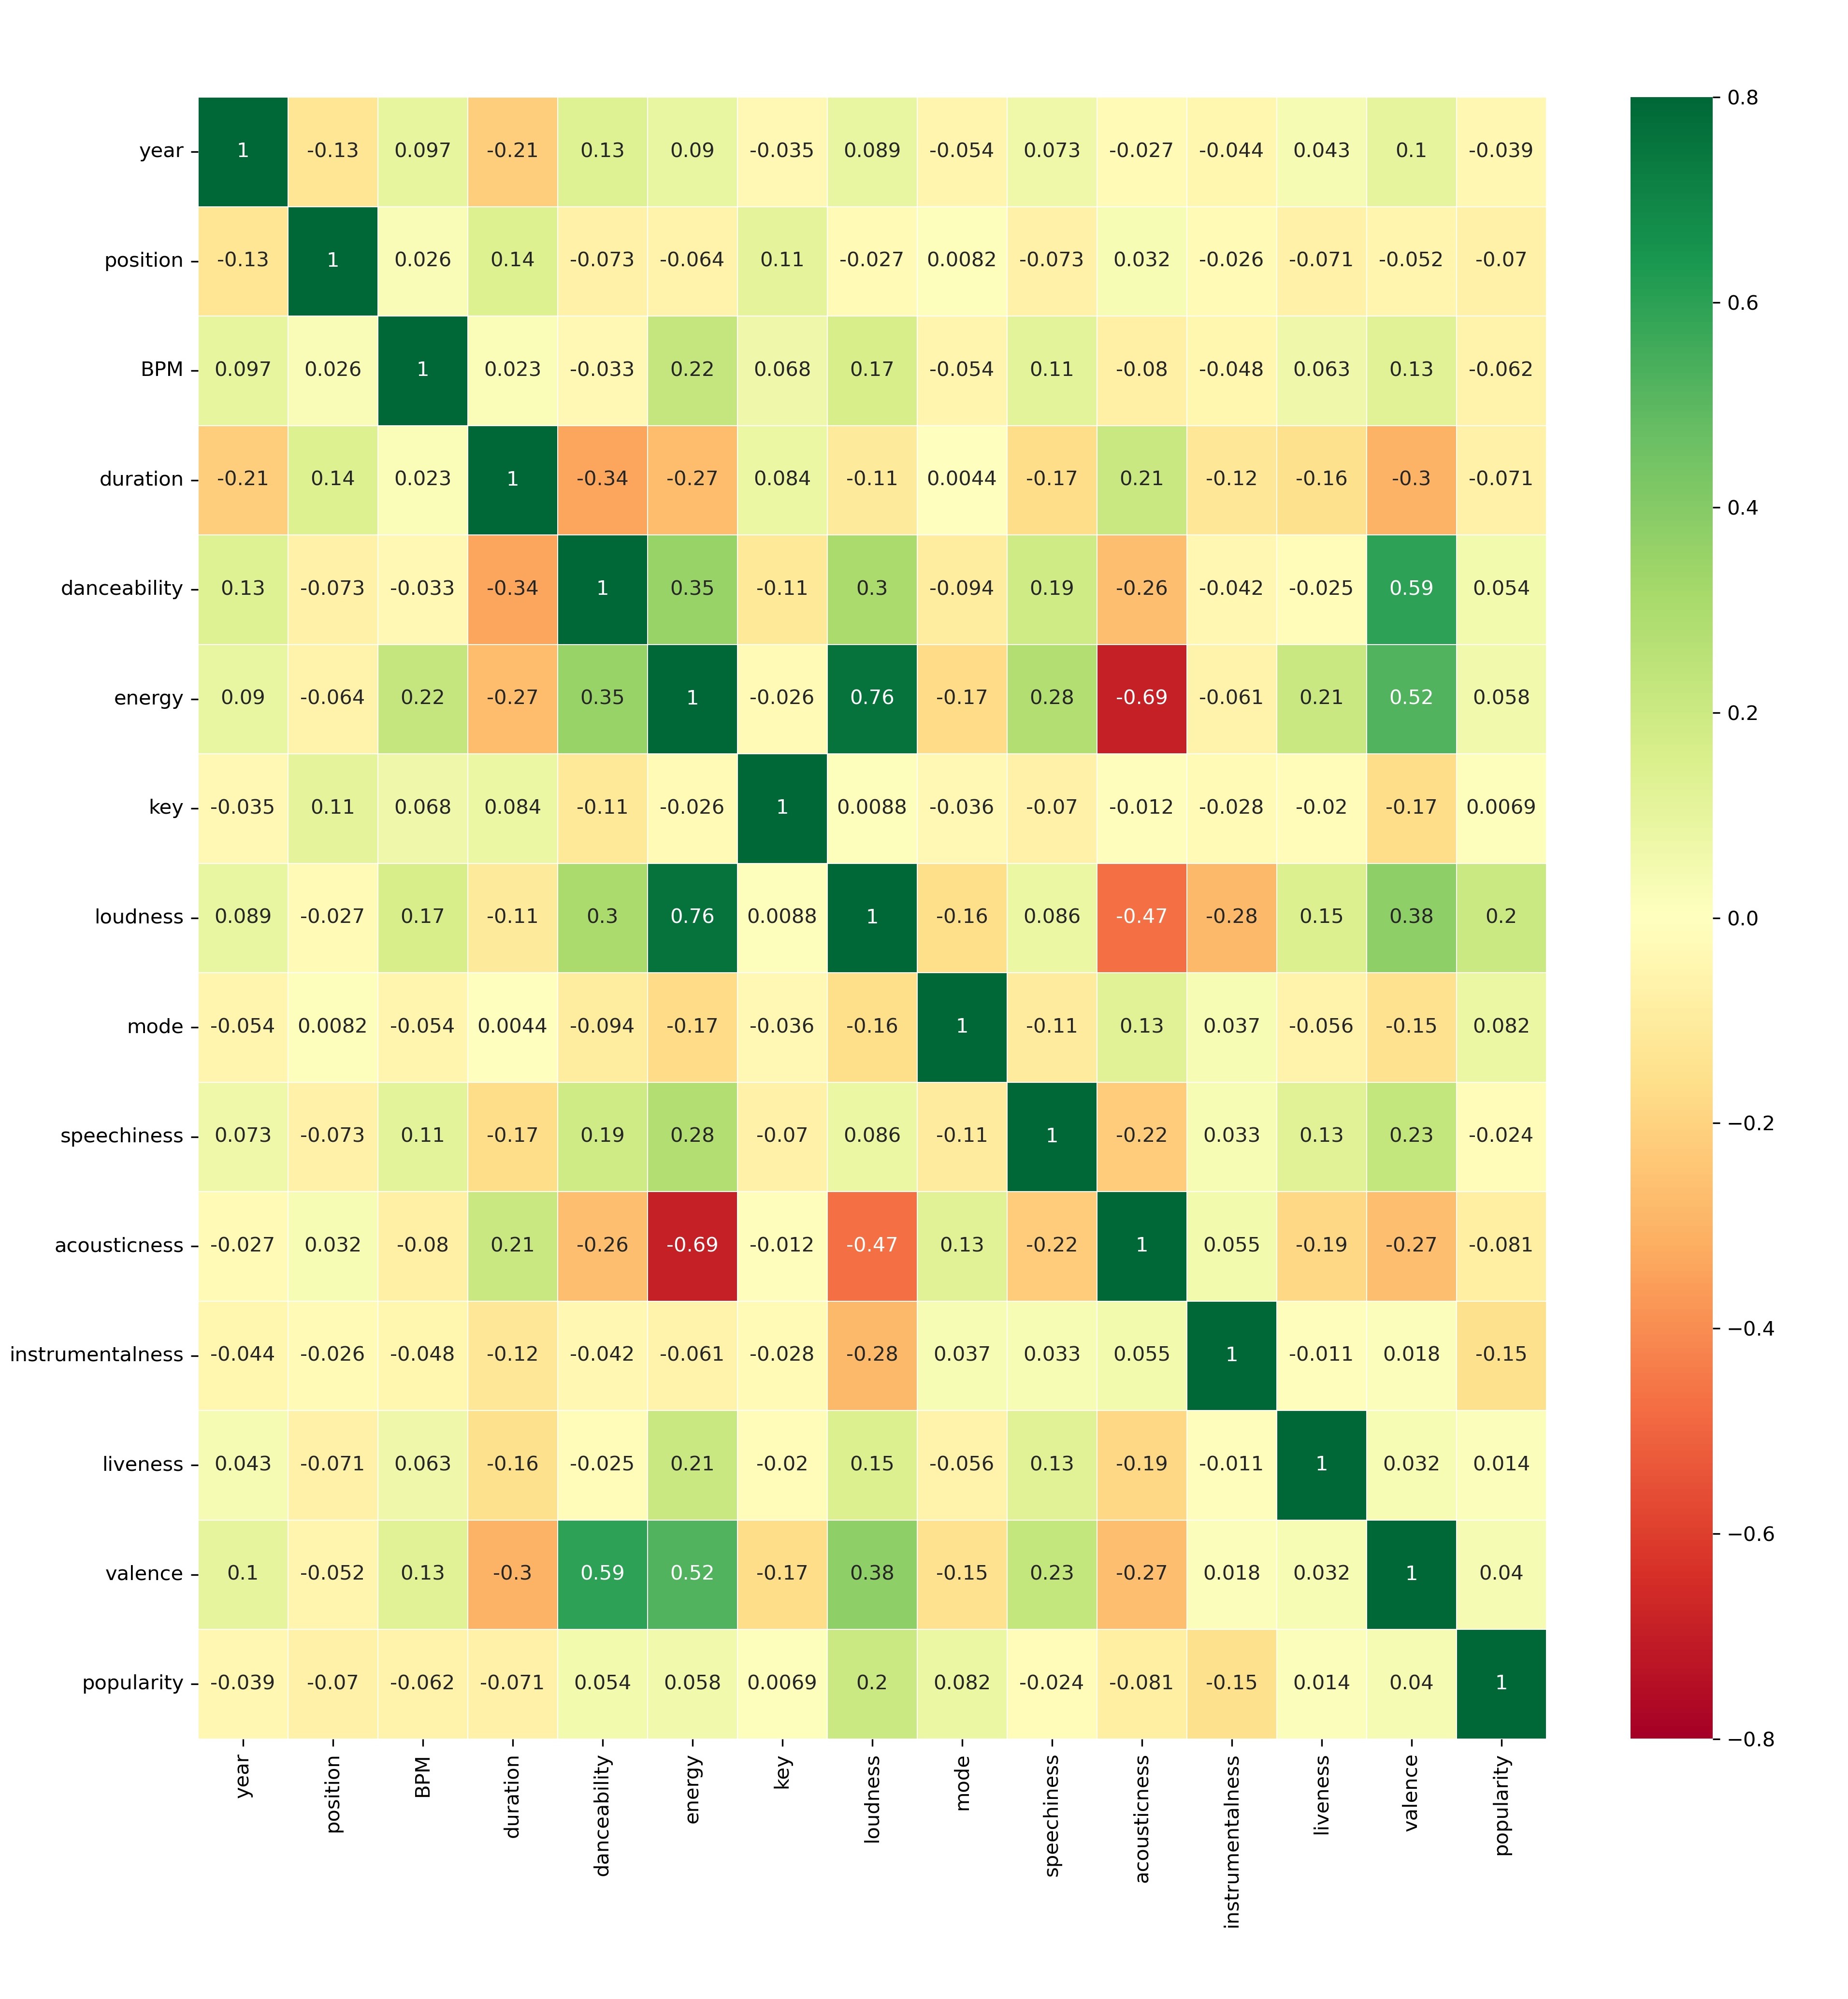 year 1 -0.13 0.097 -0.21 0.13 0.09 -0.035 0.089 -0.054 0.073 -0.027 -0.044 0.043 0.1 -0.039
position -0.13 1 0.026 0.14 -0.073 -0.064 0.11 -0.027 0.0082 -0.073 0.032 -0.026 -0.071 -0.052 -0.07
BPM 0.097 0.026 1 0.023 -0.033 0.22 0.068 0.17 -0.054 0.11 -0.08 -0.048 0.063 0.13 -0.062
duration -0.21 0.14 0.023 1 -0.34 -0.27 0.084 -0.11 0.0044 -0.17 0.21 -0.12 -0.16 -0.3 -0.071
danceability 0.13 -0.073 -0.033 -0.34 1 0.35 -0.11 0.3 -0.094 0.19 -0.26 -0.042 -0.025 0.59 0.054
energy 0.09 -0.064 0.22 -0.27 0.35 1 -0.026 0.76 -0.17 0.28 -0.69 -0.061 0.21 0.52 0.058
key -0.035 0.11 0.068 0.084 -0.11 -0.026 1 0.0088 -0.036 -0.07 -0.012 -0.028 -0.02 -0.17 0.0069
loudness 0.089 -0.027 0.17 -0.11 0.3 0.76 0.0088 1 -0.16 0.086 -0.47 -0.28 0.15 0.38 0.2
mode -0.054 0.0082 -0.054 0.0044 -0.094 -0.17 -0.036 -0.16 1 -0.11 0.13 0.037 -0.056 -0.15 0.082
speechiness 0.073 -0.073 0.11 -0.17 0.19 0.28 -0.07 0.086 -0.11 1 -0.22 0.033 0.13 0.23 -0.024
acousticness -0.027 0.032 -0.08 0.21 -0.26 -0.69 -0.012 -0.47 0.13 -0.22 1 0.055 -0.19 -0.27 -0.081
instrumentalness -0.044 -0.026 -0.048 -0.12 -0.042 -0.061 -0.028 -0.28 0.037 0.033 0.055 1 -0.011 0.018 -0.15
liveness 0.043 -0.071 0.063 -0.16 -0.025 0.21 -0.02 0.15 -0.056 0.13 -0.19 -0.011 1 0.032 0.014
valence 0.1 -0.052 0.13 -0.3 0.59 0.52 -0.17 0.38 -0.15 0.23 -0.27 0.018 0.032 1 0.04
popularity -0.039 -0.07 -0.062 -0.071 0.054 0.058 0.0069 0.2 0.082 -0.024 -0.081 -0.15 0.014 0.04 1
year position BPM duration danceability energy key loudness mode speechiness acousticness instrumentalness liveness valence popularity
0.8
0.6
0.4
0.2
0.0
−0.2
−0.4
−0.6
−0.8